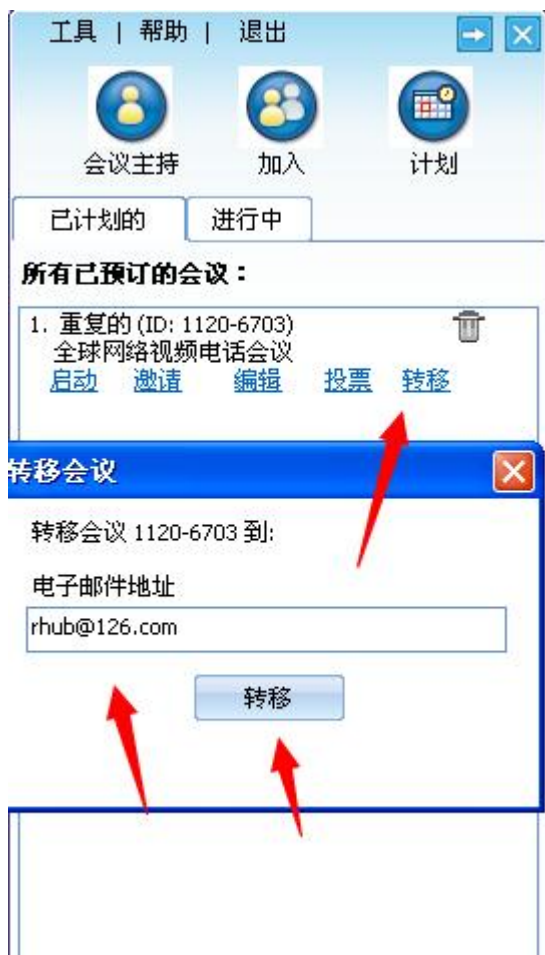 工具 | 帮助 | 退出
会议主持 加入 计划
已计划的 进行中
所有已预订的会议：
1. 重复的 (ID: 1120-6703)
全球网络视频电话会议
启动 邀请 编辑 投票 转移
转移会议
转移会议 1120-6703 到:
电子邮件地址
rhub@126.com
转移